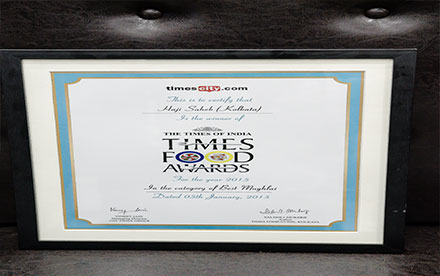 timescity.com
This is to certify that
Haji Saheb (Kolkata)
Is the winner of
THE TIMES OF INDIA
TIMES
FOOD
AWARDS
For the year 2013
In the category of Best Mughlai
Dated 05th January, 2013